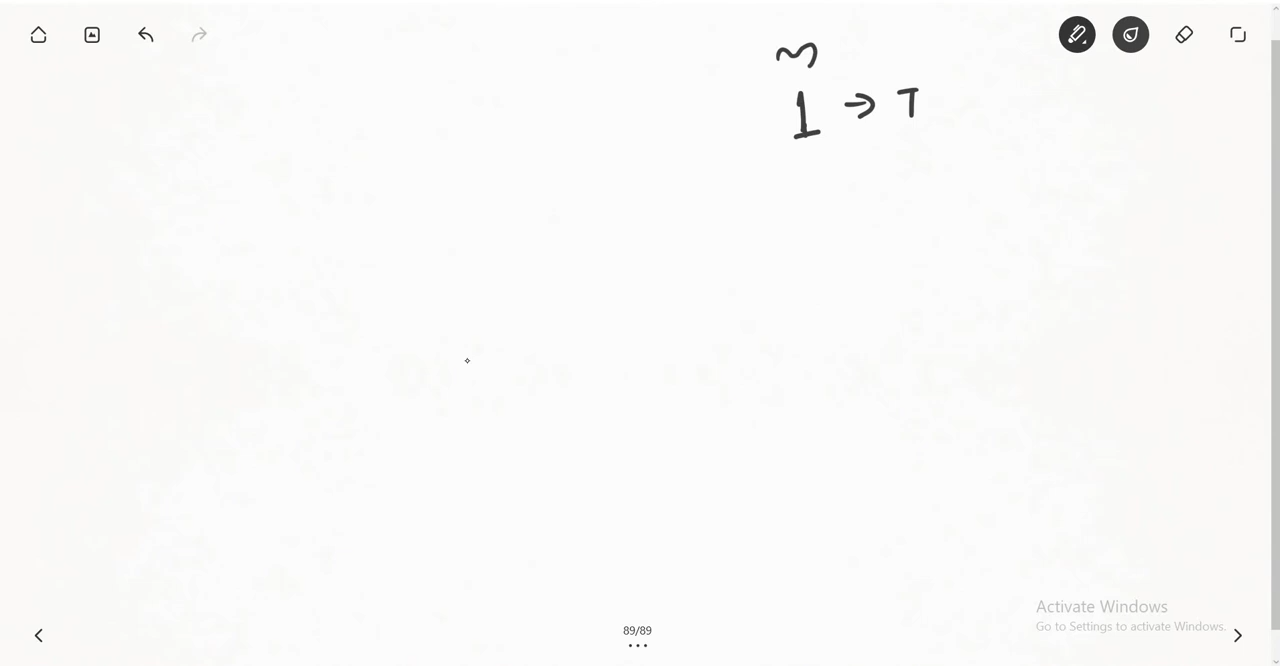 m
1 → T
89/89
Activate Windows
Go to Settings to activate Windows.